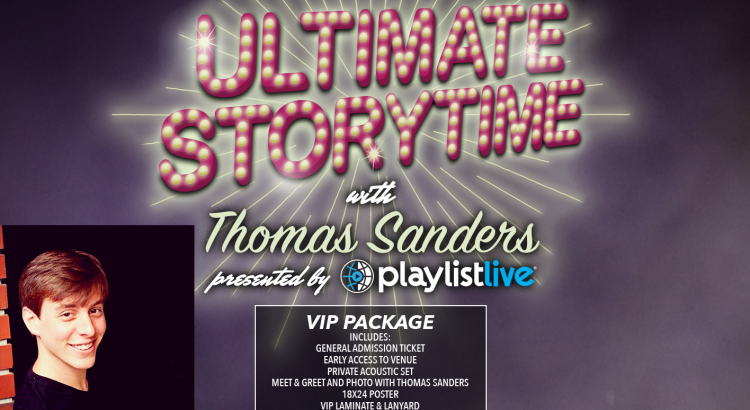 ULTIMATE
STORYTIME
with
Thomas Sanders
presented by playlistlive
VIP PACKAGE
INCLUDES:
GENERAL ADMISSION TICKET
EARLY ACCESS TO VENUE
PRIVATE ACOUSTIC SET
MEET & GREET AND PHOTO WITH THOMAS SANDERS
18X24 POSTER
VIP LAMINATE & LANYARD